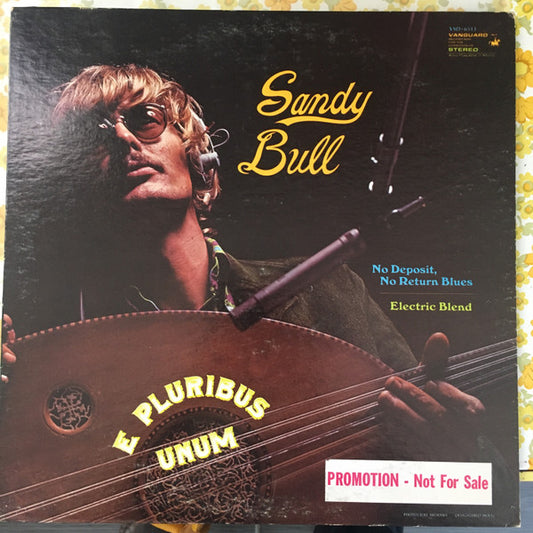 VSD-6513
VANGUARD
STEREO
Sandy
Bull
No Deposit,
No Return Blues
Electric Blend
E PLURIBUS
UNUM
PROMOTION - Not For Sale